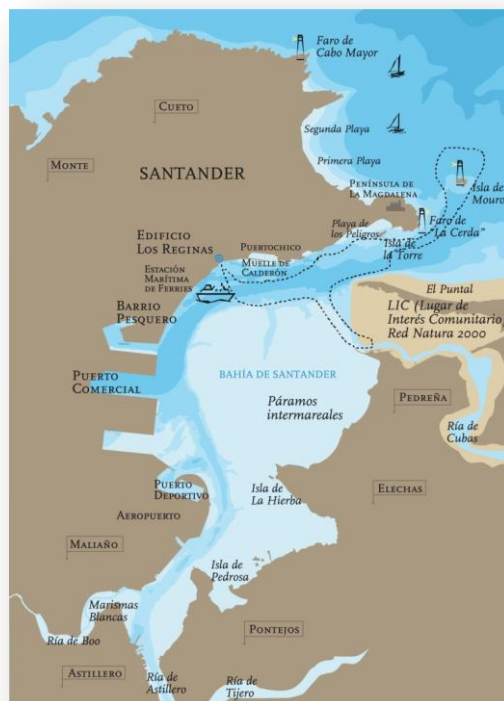 Faro de
Cabo Mayor
Cueto
Segunda Playa
Monte
Primera Playa
Santander
Península de
La Magdalena
Isla de
Mouro
Edificio
Los Reginas
Puertochico
Playa de
los Peligros
Faro de
"La Cerda"
Isla de
la Torre
Estación
Marítima
de Ferries
Muelle de
Calderón
El Puntal
LIC (Lugar de
Interés Comunitario)
Red Natura 2000
Barrio
Pesquero
Bahía de Santander
Puerto
Comercial
Páramos
intermareales
Pedreña
Ría de
Cubas
Puerto
Deportivo
Isla de
La Hierba
Elechas
Aeropuerto
Maliaño
Isla de
Pedrosa
Marismas
Blancas
Ría de Boo
Pontejos
Astillero
Ría de
Astillero
Ría de
Tijero